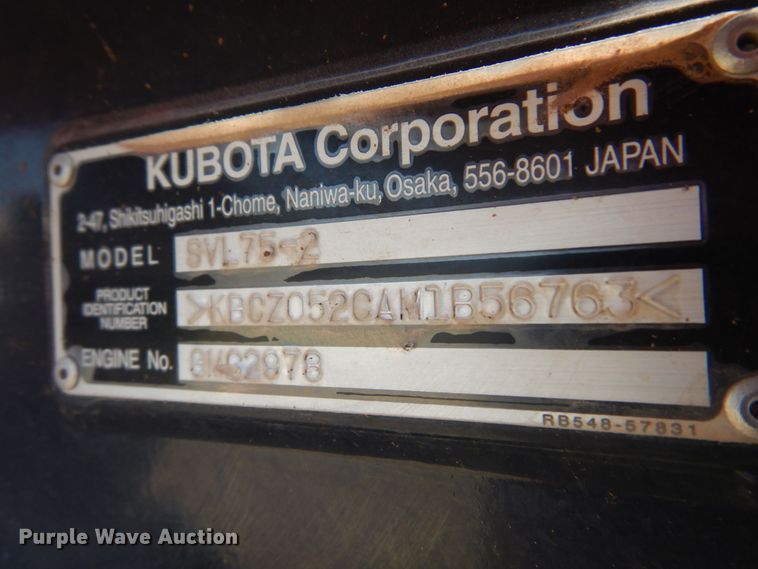 KUBOTA Corporation
2-47, Shikitsuhigashi 1-Chome, Naniwa-ku, Osaka, 556-8601 JAPAN
MODEL SVL75-2
PRODUCT
IDENTIFICATION
NUMBER
>KBCZ052CAM1B56763<
ENGINE No.
RB548-57831
Purple Wave Auction